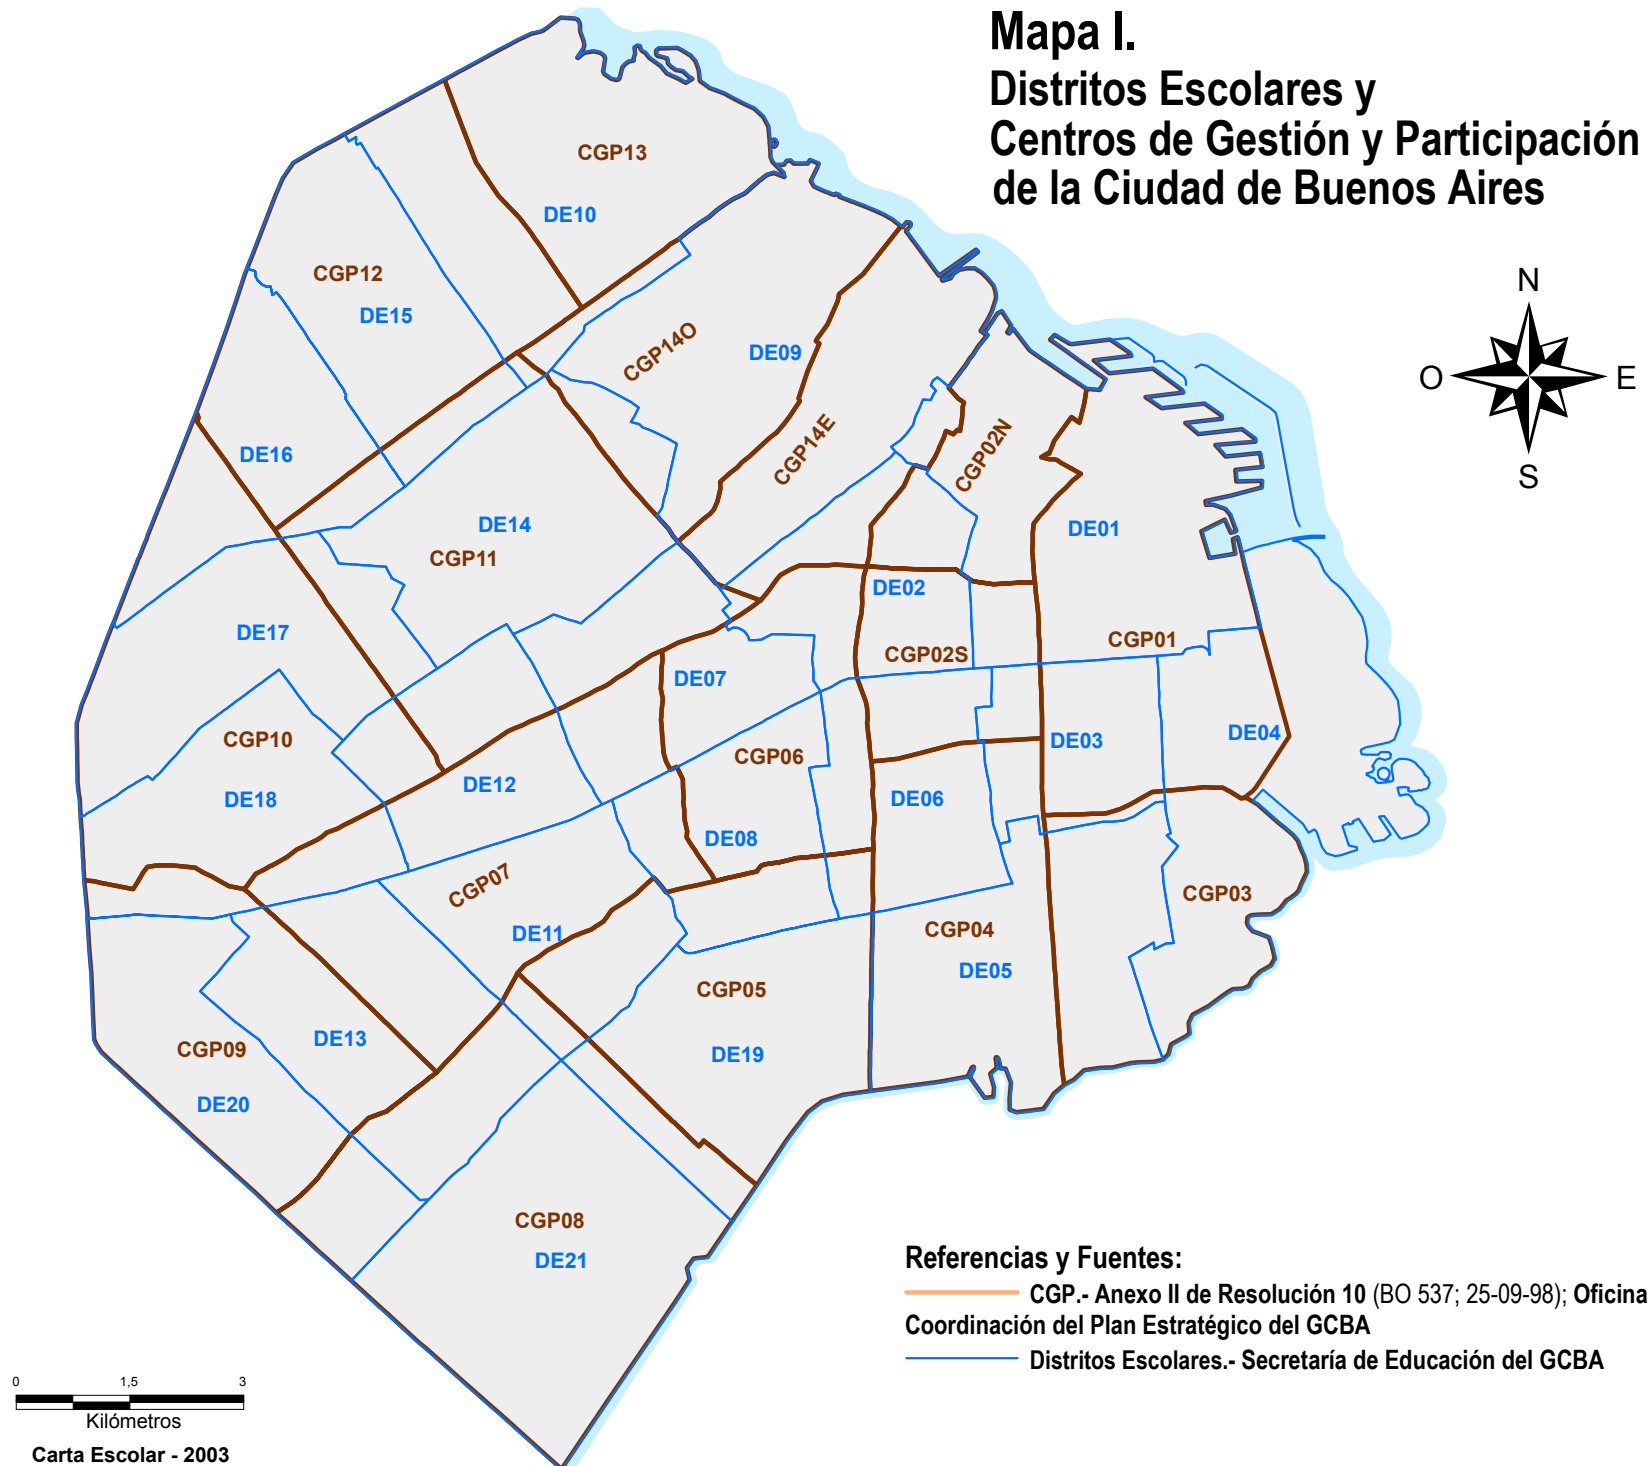 Mapa I.
Distritos Escolares y
Centros de Gestión y Participación
de la Ciudad de Buenos Aires
N
O
E
S
CGP13
DE10
CGP12
DE15
CGP14O
DE09
CGP14E
CGP02N
DE16
DE14
CGP11
DE01
DE02
DE17
CGP02S
CGP01
DE07
CGP10
CGP06
DE03
DE04
DE18
DE12
DE06
DE08
CGP07
CGP03
DE11
CGP04
DE05
CGP05
CGP09
DE13
DE19
DE20
CGP08
DE21
Referencias y Fuentes:
CGP.- Anexo II de Resolución 10 (BO 537; 25-09-98); Oficina
Coordinación del Plan Estratégico del GCBA
Distritos Escolares.- Secretaría de Educación del GCBA
0 1,5 3
Kilómetros
Carta Escolar - 2003